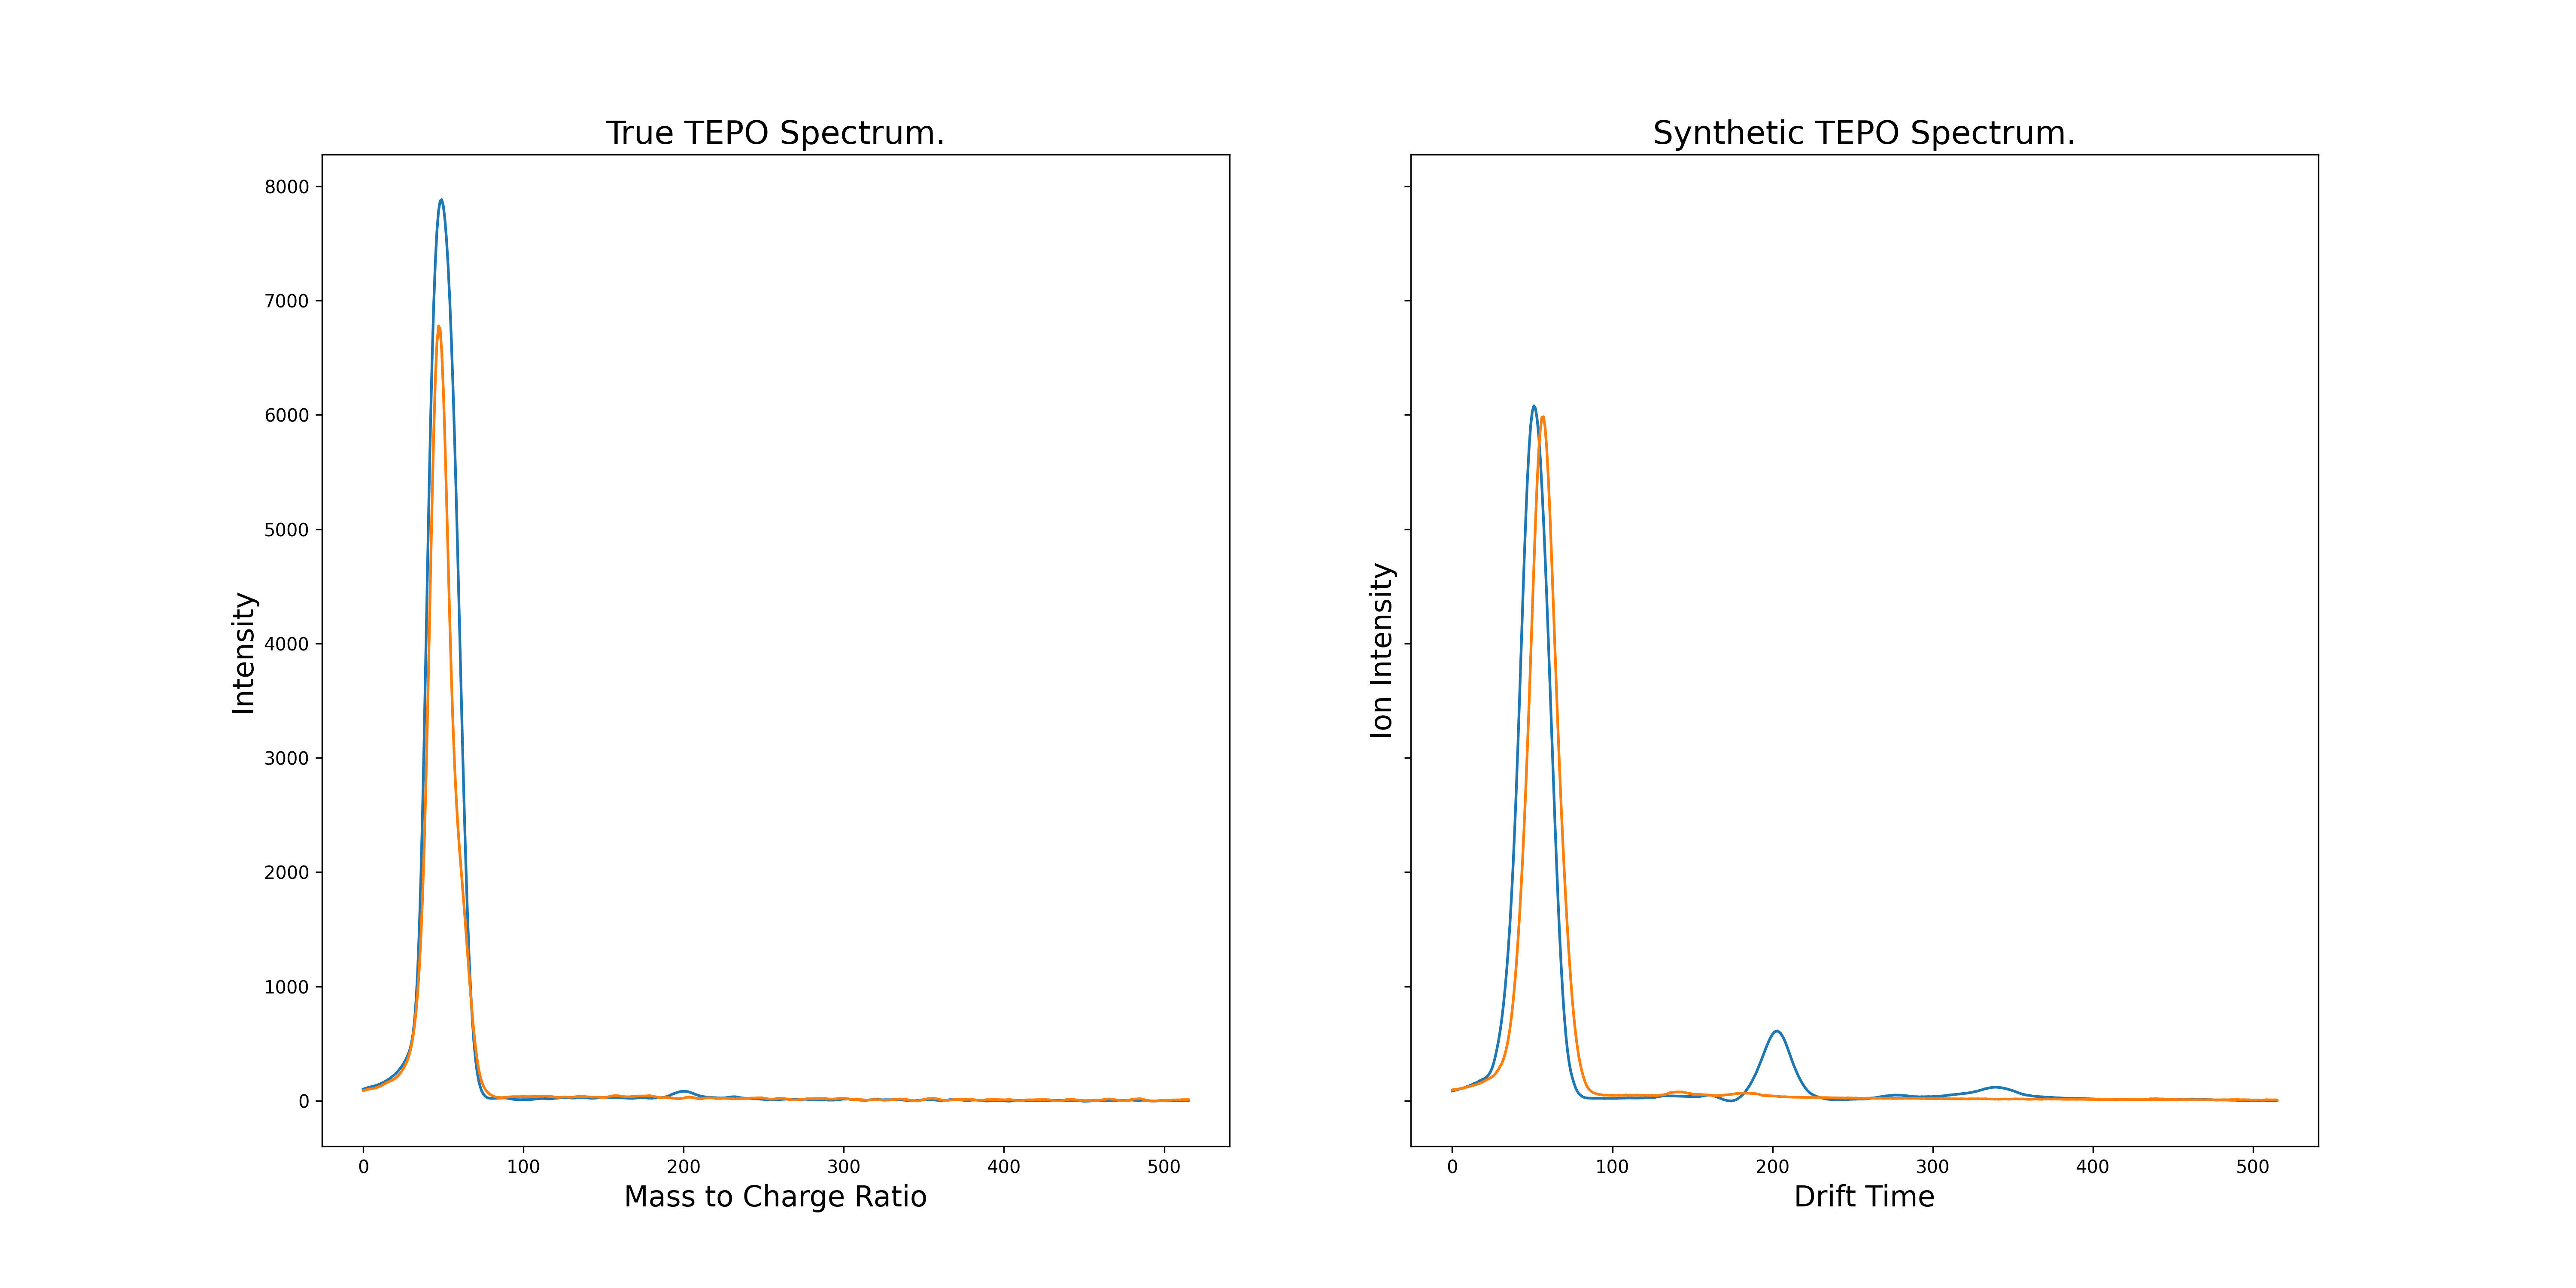 True TEPO Spectrum.
8000
7000
6000
5000
4000
3000
2000
1000
0
Intensity
0 100 200 300 400 500
Mass to Charge Ratio
Synthetic TEPO Spectrum.
Ion Intensity
0 100 200 300 400 500
Drift Time